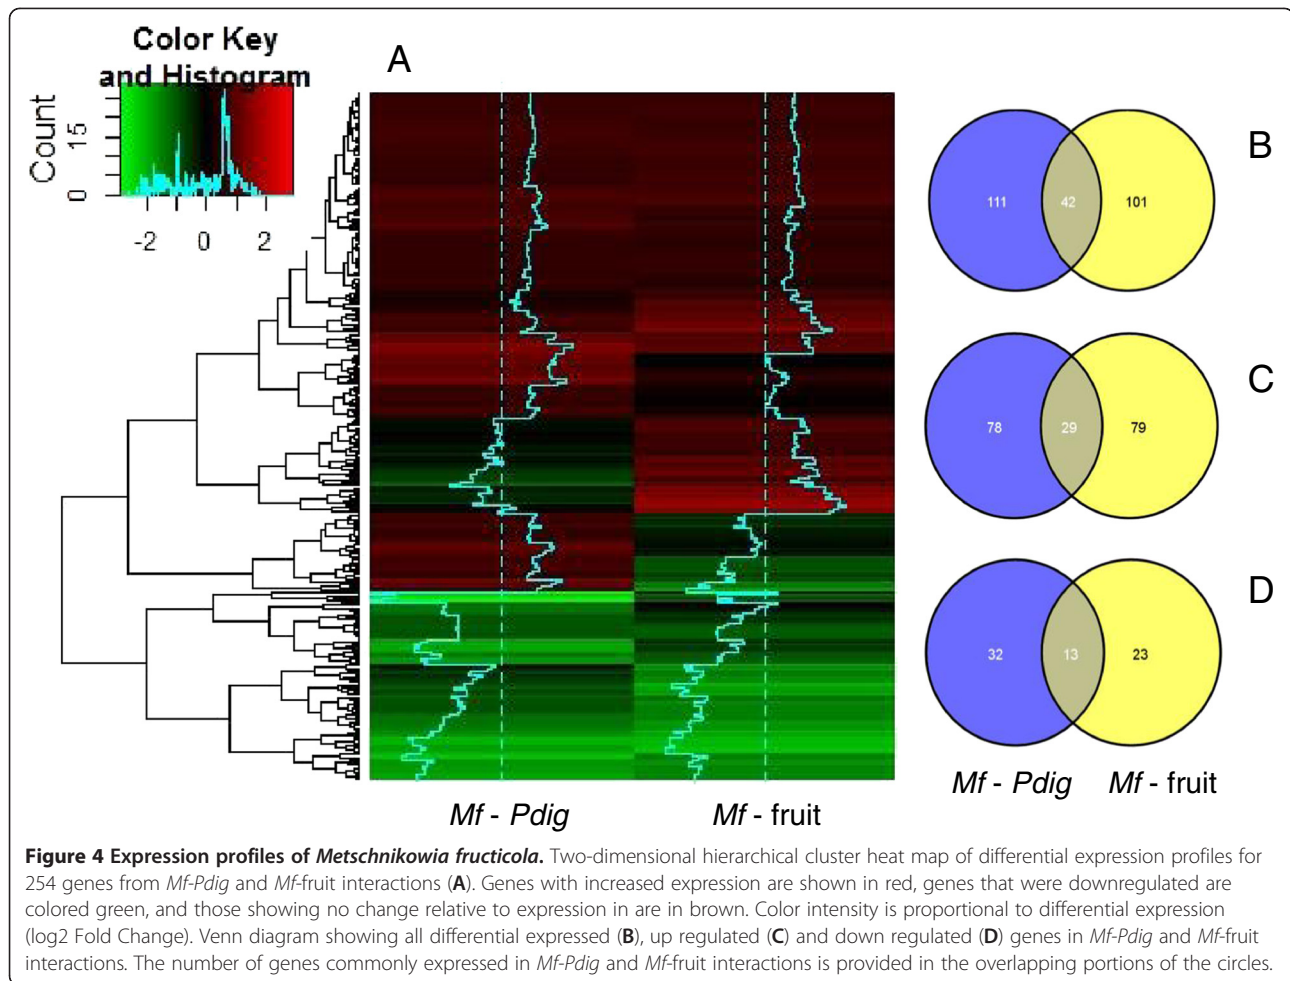 Color Key
and Histogram
Count
0
15
-2
0
2
A
B
111
42
101
C
78
29
79
D
32
13
23
Mf - Pdig
Mf - fruit
Mf - Pdig
Mf - fruit
Figure 4 Expression profiles of Metschnikowia fructicola. Two-dimensional hierarchical cluster heat map of differential expression profiles for
254 genes from Mf-Pdig and Mf-fruit interactions (A). Genes with increased expression are shown in red, genes that were downregulated are
colored green, and those showing no change relative to expression in are in brown. Color intensity is proportional to differential expression
(log2 Fold Change). Venn diagram showing all differential expressed (B), up regulated (C) and down regulated (D) genes in Mf-Pdig and Mf-fruit
interactions. The number of genes commonly expressed in Mf-Pdig and Mf-fruit interactions is provided in the overlapping portions of the circles.